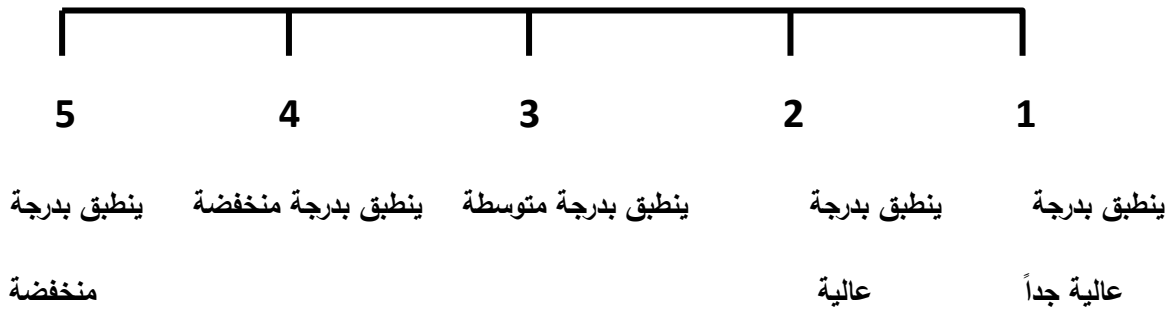 1 2 3 4 5
ينطبق بدرجة ينطبق بدرجة ينطبق بدرجة متوسطة ينطبق بدرجة منخفضة ينطبق بدرجة
عالية جداً عالية منخفضة